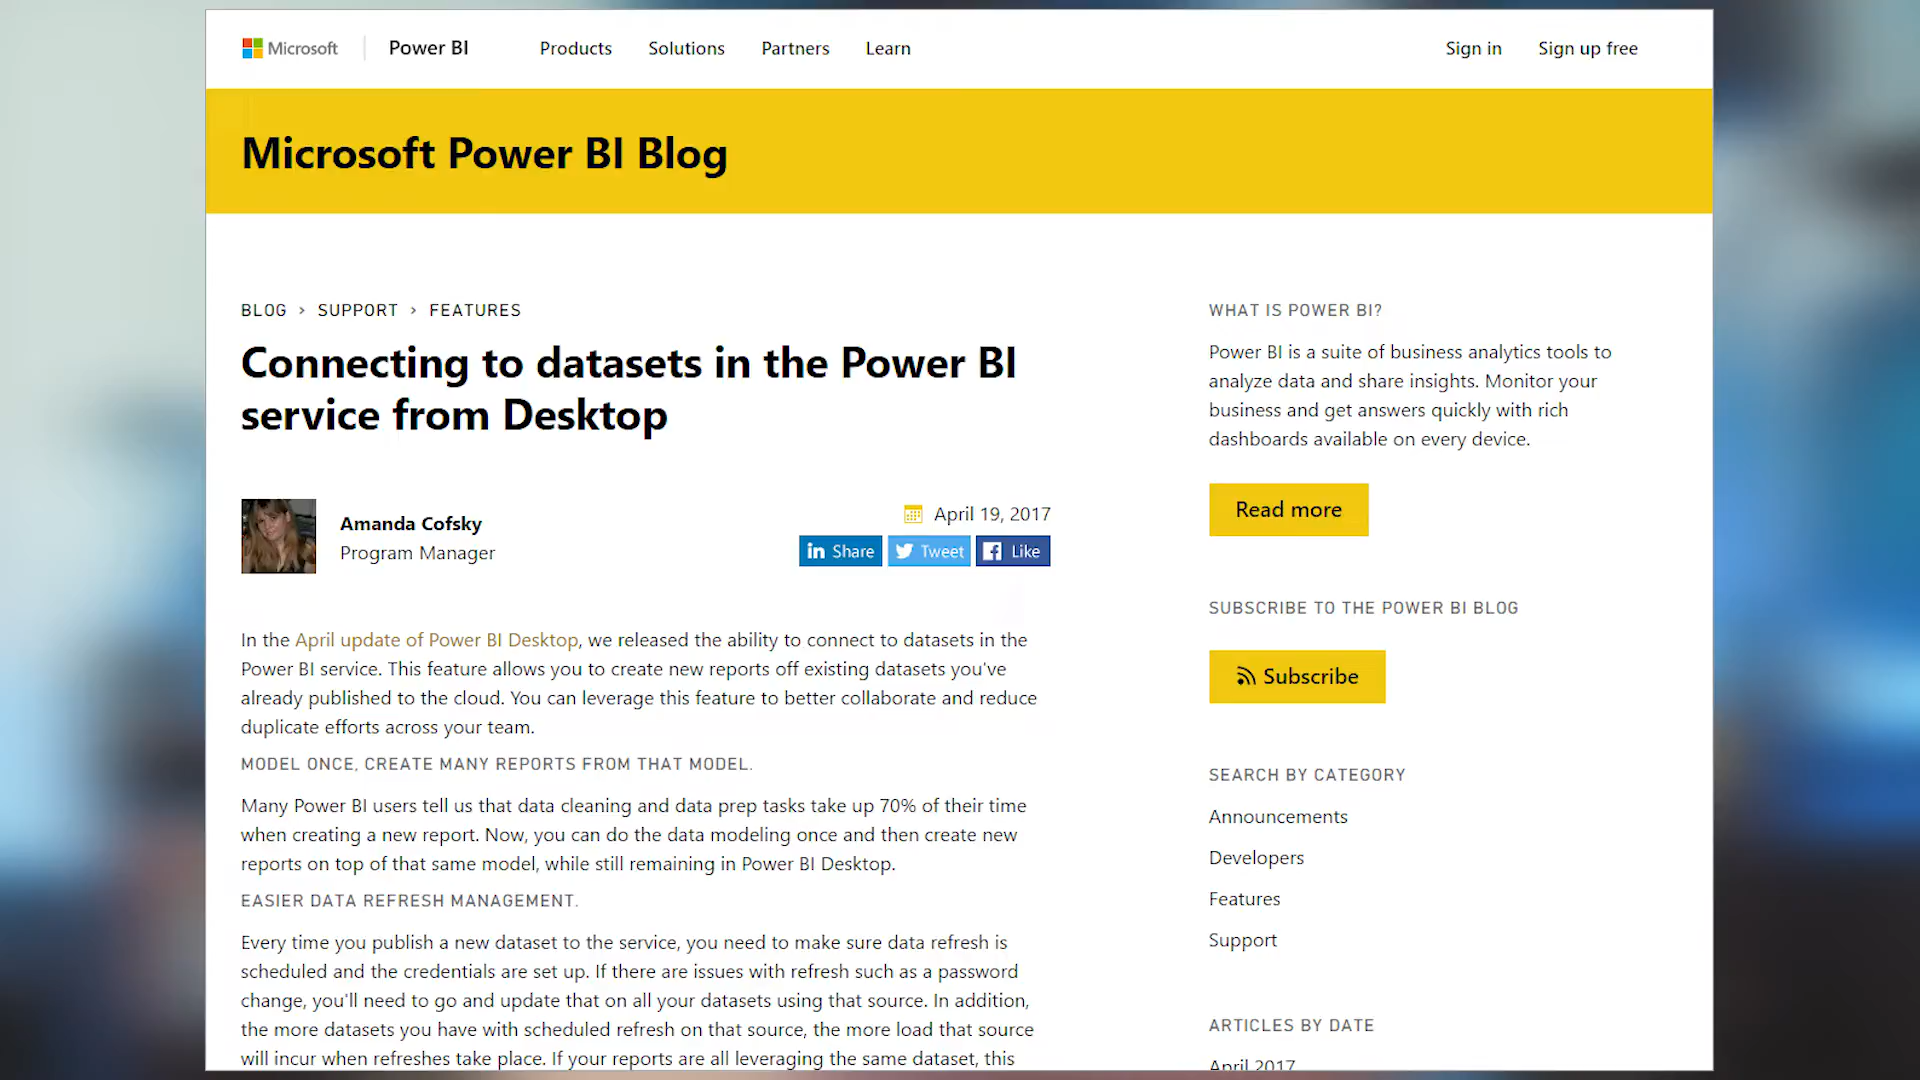 Microsoft Power BI Products Solutions Partners Learn Sign in Sign up free
Microsoft Power BI Blog
BLOG > SUPPORT > FEATURES
Connecting to datasets in the Power BI
service from Desktop
Amanda Cofsky
Program Manager
April 19, 2017
Share Tweet Like
In the April update of Power BI Desktop, we released the ability to connect to datasets in the
Power BI service. This feature allows you to create new reports off existing datasets you've
already published to the cloud. You can leverage this feature to better collaborate and reduce
duplicate efforts across your team.
MODEL ONCE, CREATE MANY REPORTS FROM THAT MODEL.
Many Power BI users tell us that data cleaning and data prep tasks take up 70% of their time
when creating a new report. Now, you can do the data modeling once and then create new
reports on top of that same model, while still remaining in Power BI Desktop.
EASIER DATA REFRESH MANAGEMENT.
Every time you publish a new dataset to the service, you need to make sure data refresh is
scheduled and the credentials are set up. If there are issues with refresh such as a password
change, you'll need to go and update that on all your datasets using that source. In addition,
the more datasets you have with scheduled refresh on that source, the more load that source
will incur when refreshes take place. If your reports are all leveraging the same dataset, this
WHAT IS POWER BI?
Power BI is a suite of business analytics tools to
analyze data and share insights. Monitor your
business and get answers quickly with rich
dashboards available on every device.
Read more
SUBSCRIBE TO THE POWER BI BLOG
Subscribe
SEARCH BY CATEGORY
Announcements
Developers
Features
Support
ARTICLES BY DATE
April 2017